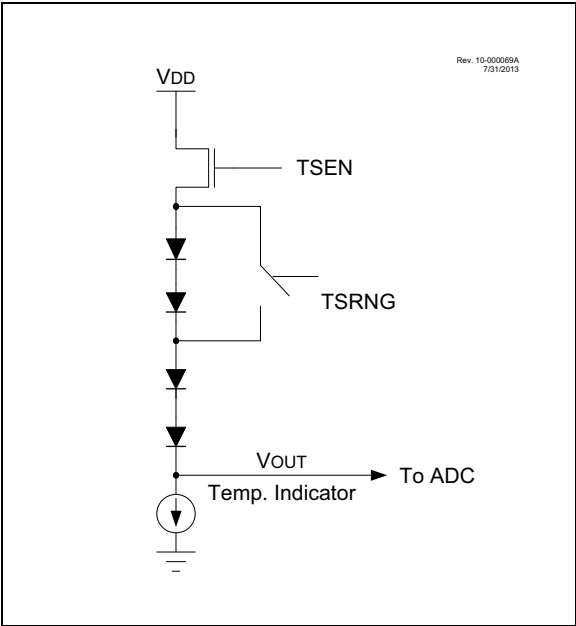 Rev. 10-000069A
7/31/2013
VDD
TSEN
TSRNG
VOUT
To ADC
Temp. Indicator